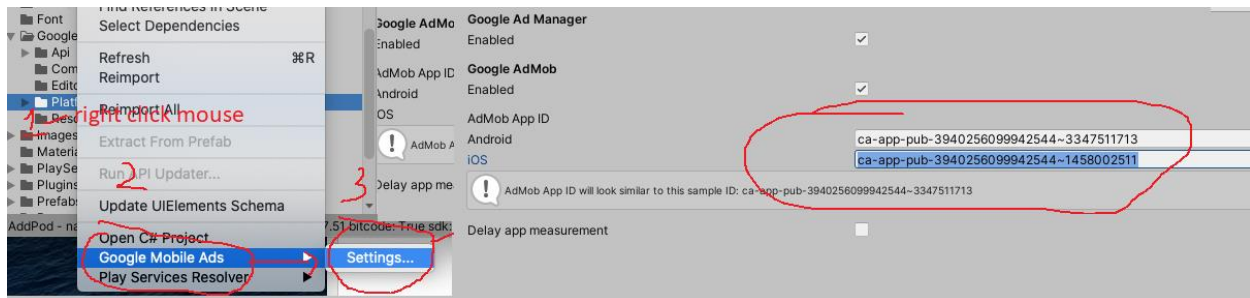 Font
Google
Api
Com
Edito
Platf
Reso
Images
Materia
PlaySe
Plugins
Prefabs
AddPod - na
Find References In Scene
Select Dependencies
Refresh ⌘R
Reimport
Reimport All
1 right click mouse
Extract From Prefab
2
Run API Updater...
Update UIElements Schema
Open C# Project
Google Mobile Ads
Play Services Resolver
3
Settings...
7.51 bitcode: True sdk:
Google AdMo
Enabled
AdMob App ID
Android
iOS
AdMob A
Delay app me
Google Ad Manager
Enabled
Google AdMob
Enabled
AdMob App ID
Android ca-app-pub-3940256099942544~3347511713
iOS ca-app-pub-3940256099942544~1458002511
AdMob App ID will look similar to this sample ID: ca-app-pub-3940256099942544~3347511713
Delay app measurement